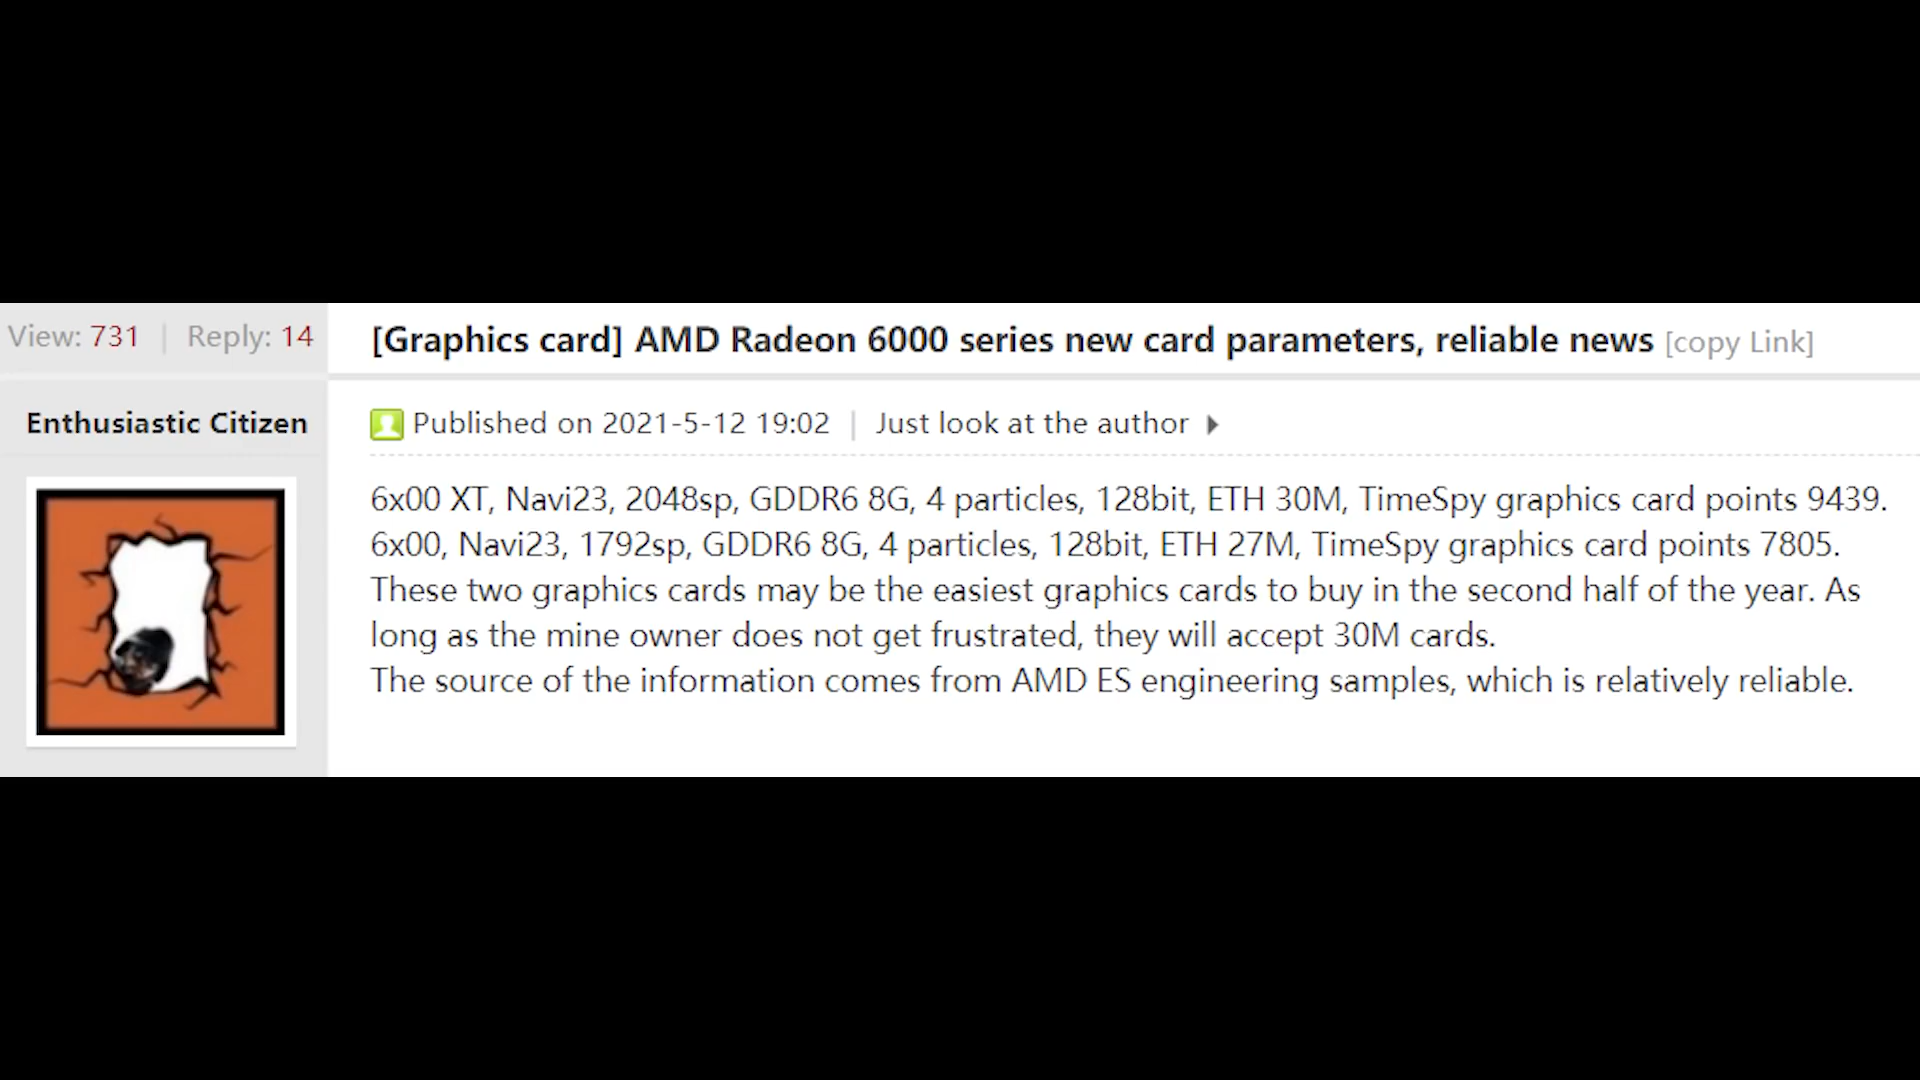 View: 731 | Reply: 14
[Graphics card] AMD Radeon 6000 series new card parameters, reliable news [copy Link]
Enthusiastic Citizen
Published on 2021-5-12 19:02 | Just look at the author
6x00 XT, Navi23, 2048sp, GDDR6 8G, 4 particles, 128bit, ETH 30M, TimeSpy graphics card points 9439.
6x00, Navi23, 1792sp, GDDR6 8G, 4 particles, 128bit, ETH 27M, TimeSpy graphics card points 7805.
These two graphics cards may be the easiest graphics cards to buy in the second half of the year. As
long as the mine owner does not get frustrated, they will accept 30M cards.
The source of the information comes from AMD ES engineering samples, which is relatively reliable.